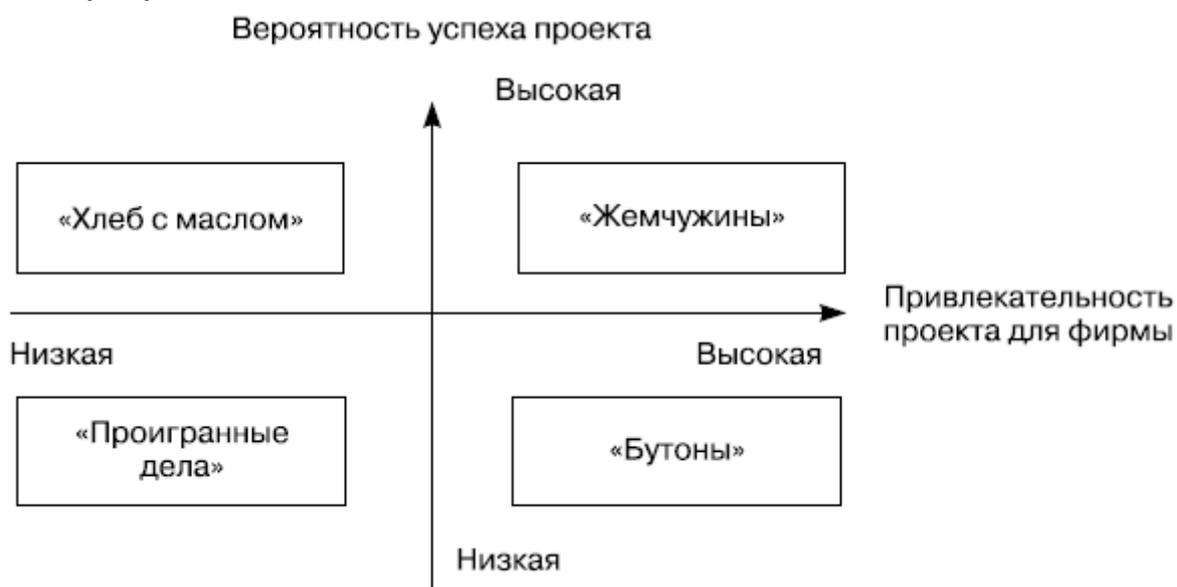 Вероятность успеха проекта
Высокая
«Хлеб с маслом»
«Жемчужины»
Привлекательность
проекта для фирмы
Низкая
Высокая
«Проигранные
дела»
«Бутоны»
Низкая